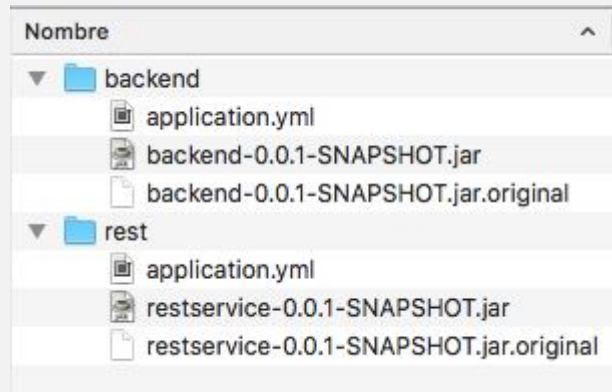 Nombre
backend
application.yml
backend-0.0.1-SNAPSHOT.jar
backend-0.0.1-SNAPSHOT.jar.original
rest
application.yml
restservice-0.0.1-SNAPSHOT.jar
restservice-0.0.1-SNAPSHOT.jar.original